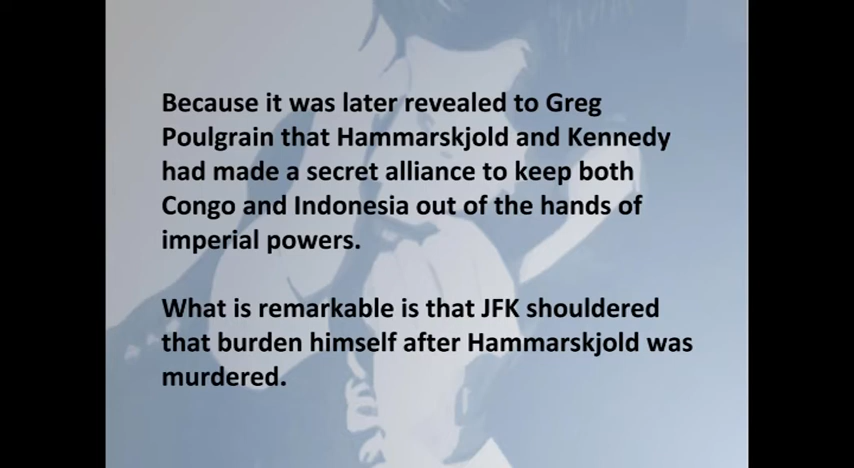 Because it was later revealed to Greg
Poulgrain that Hammarskjold and Kennedy
had made a secret alliance to keep both
Congo and Indonesia out of the hands of
imperial powers.
What is remarkable is that JFK shouldered
that burden himself after Hammarskjold was
murdered.